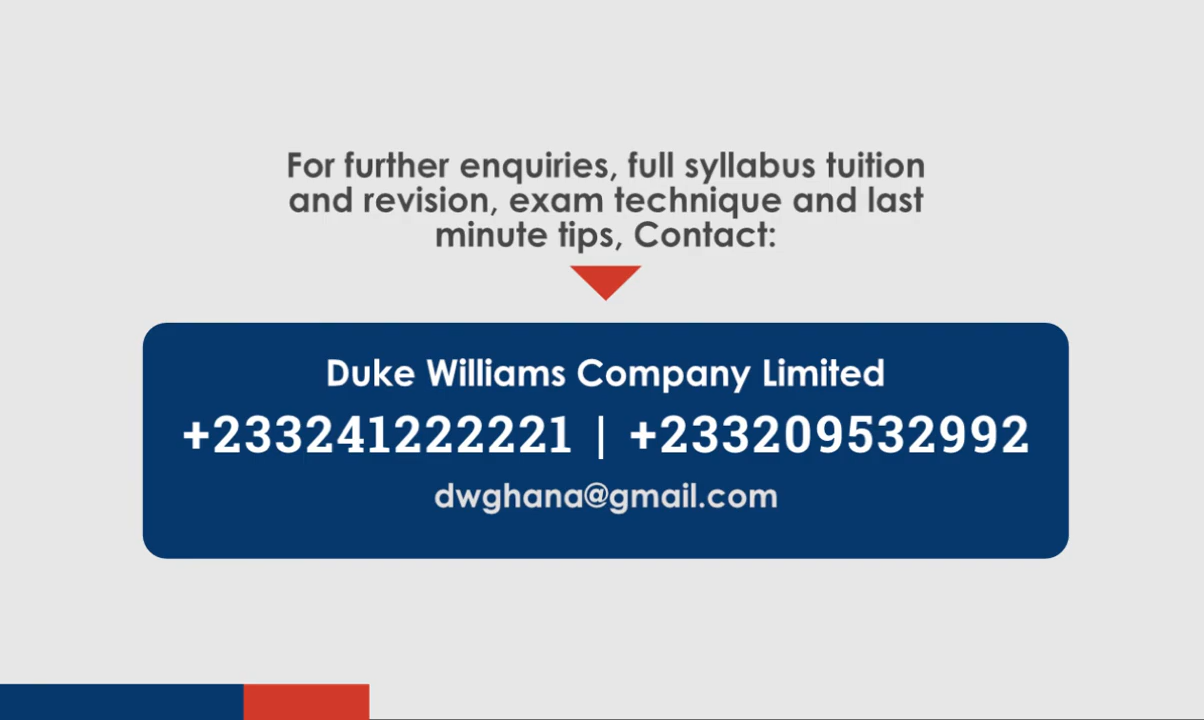 For further enquiries, full syllabus tuition
and revision, exam technique and last
minute tips, Contact:
Duke Williams Company Limited
+233241222221 | +233209532992
dwghana@gmail.com